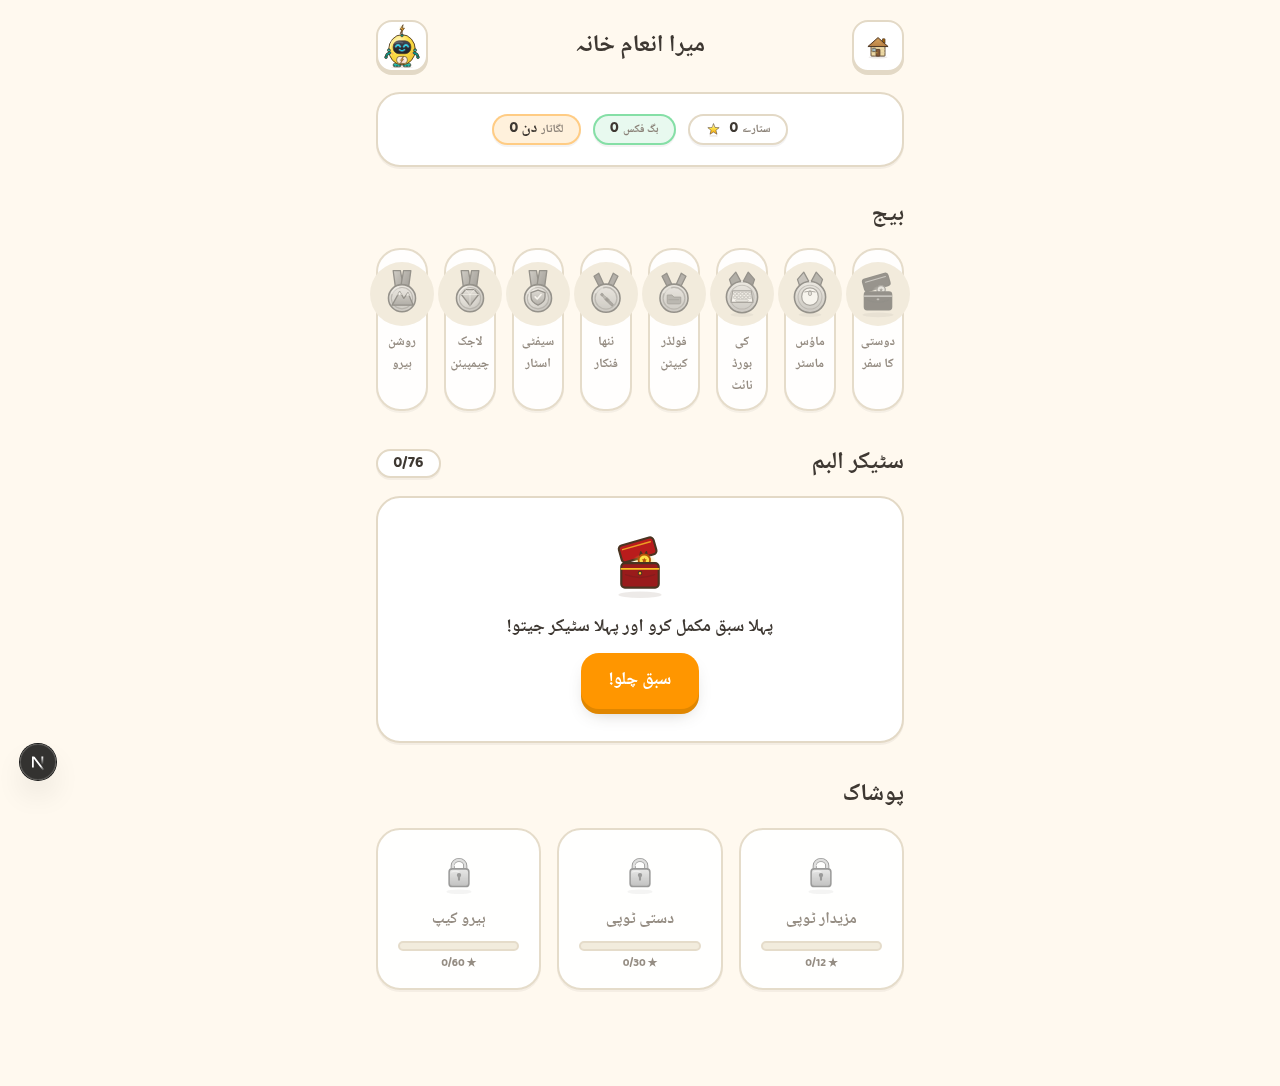 میرا انعام خانہ
ستارے 0
بگ فکس 0
لگاتار دن 0
بیج
دوستی کا سفر
ماؤس ماسٹر
کی بورڈ نائٹ
فولڈر کیپٹن
ننھا فنکار
سیفٹی اسٹار
لاجک چیمپیئن
روشن ہیرو
سٹیکر البم
0/76
پہلا سبق مکمل کرو اور پہلا سٹیکر جیتو!
سبق چلو!
پوشاک
مزیدار ٹوپی
0/12 ★
دستی ٹوپی
0/30 ★
ہیرو کیپ
0/60 ★
N